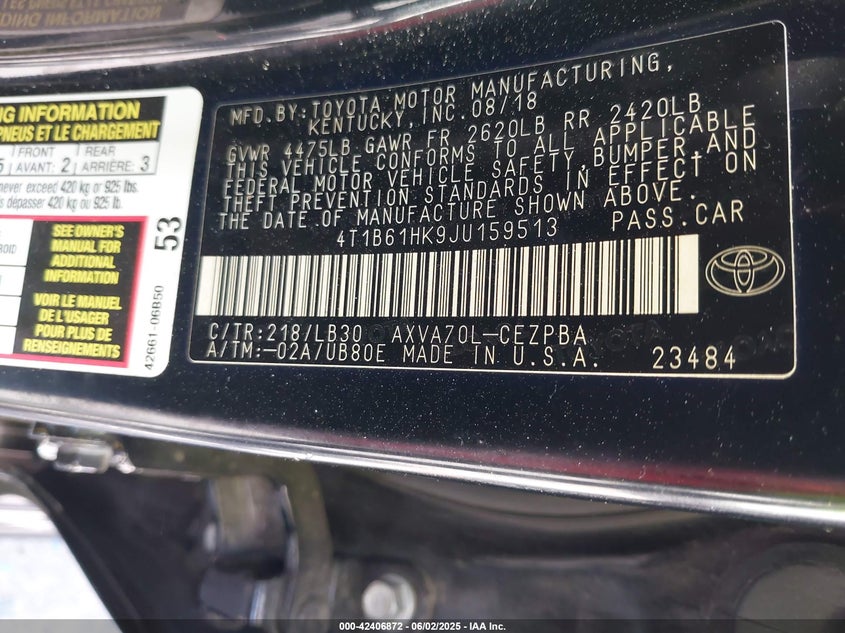 NG INFORMATION
PNEUS ET LE CHARGEMENT
5 FRONT AVANT: 2 REAR ARRIÈRE: 3
never exceed 420 kg or 925 lbs.
dépasser 420 kg ou 925 lb.
SEE OWNER'S
MANUAL FOR
ADDITIONAL
INFORMATION
VOIR LE MANUEL
DE L'USAGER
POUR PLUS DE
RENSEIGNEMENTS
53
42661-06B50
MFD.BY:TOYOTA MOTOR MANUFACTURING,
KENTUCKY,INC.08/18
GVWR 4475LB GAWR FR 2620LB RR 2420LB
THIS VEHICLE CONFORMS TO ALL APPLICABLE
FEDERAL MOTOR VEHICLE SAFETY,BUMPER,AND
THEFT PREVENTION STANDARDS IN EFFECT ON
THE DATE OF MANUFACTURE SHOWN ABOVE.
4T1B61HK9JU159513 PASS.CAR
C/TR:218/LB30 AXVA70L-CEZPBA
A/TM:-02A/UB80E MADE IN U.S.A. 23484
000-42406872 | 06/02/2025 - IAA Inc.